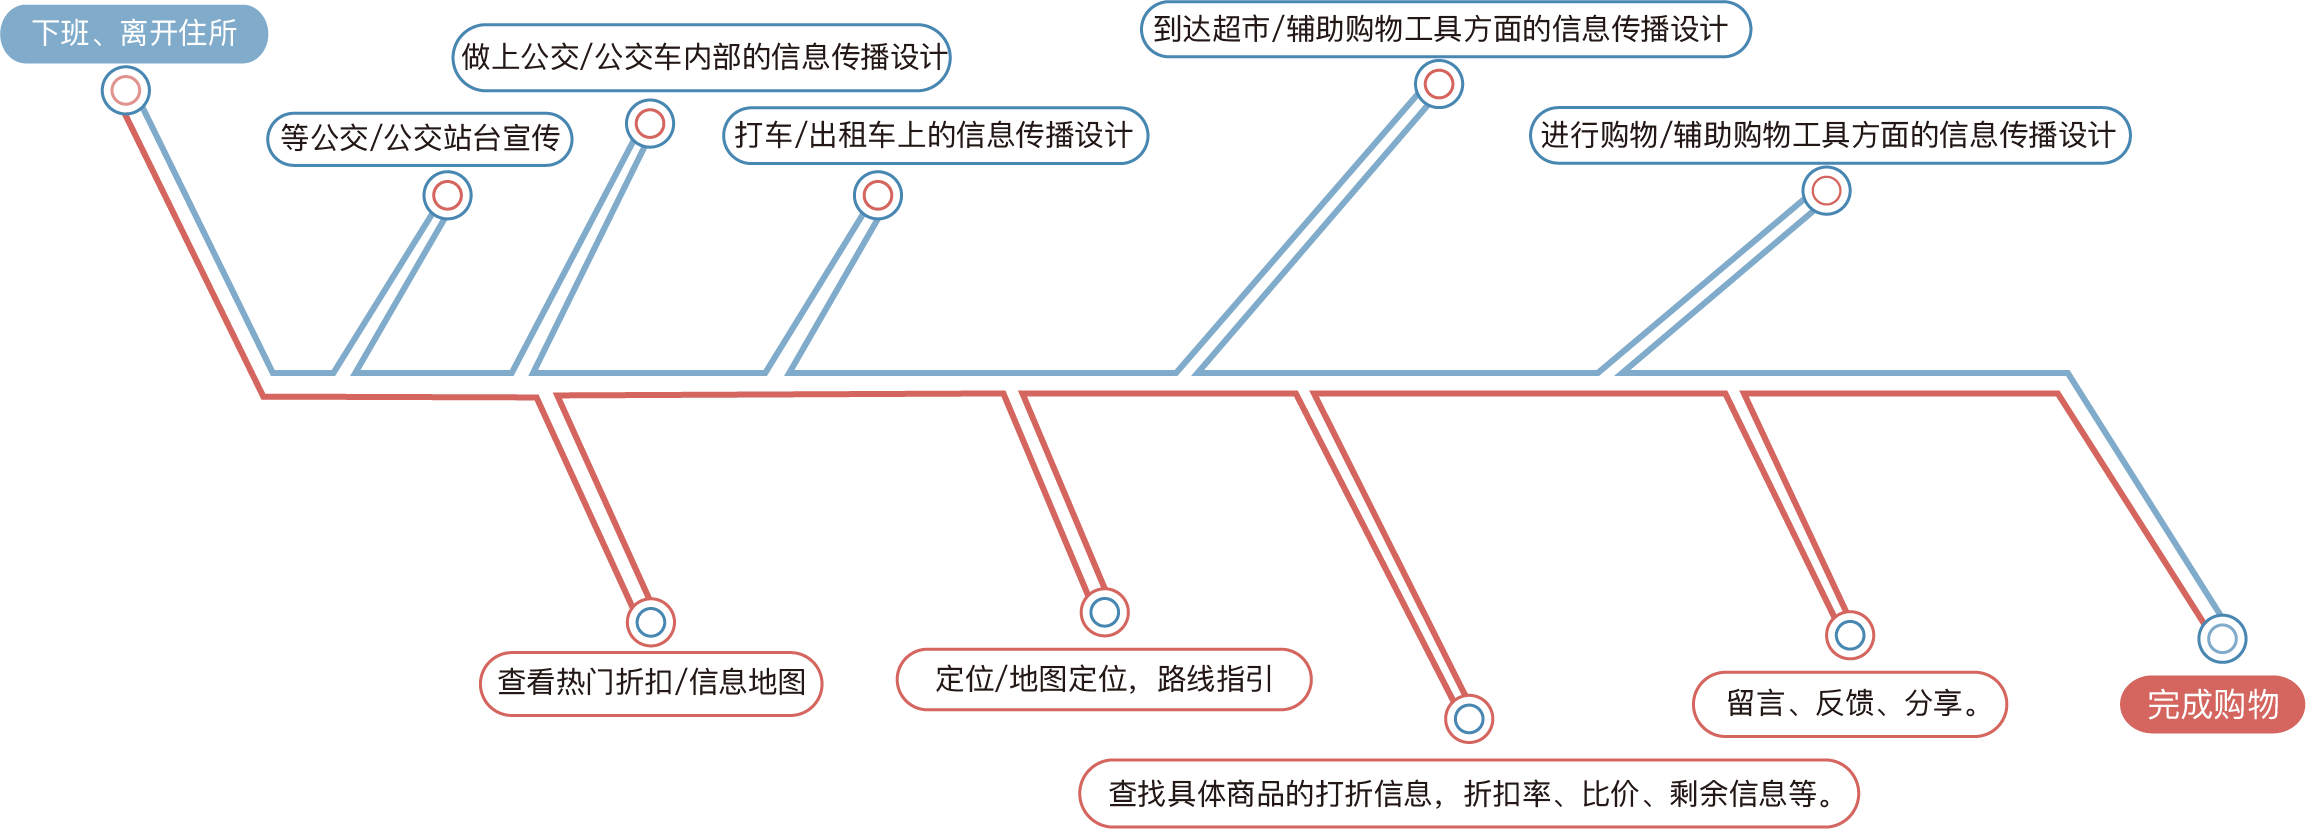 下班、离开住所
做上公交/公交车内部的信息传播设计
到达超市/辅助购物工具方面的信息传播设计
等公交/公交站台宣传
打车/出租车上的信息传播设计
进行购物/辅助购物工具方面的信息传播设计
查看热门折扣/信息地图
定位/地图定位，路线指引
留言、反馈、分享。
完成购物
查找具体商品的打折信息，折扣率、比价、剩余信息等。